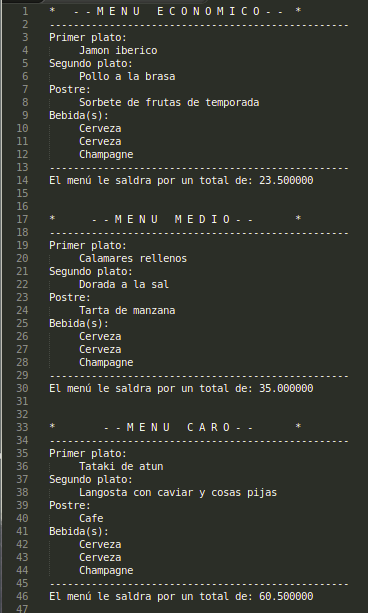 1 * --MENU ECONOMICO-- *
2 --------------------------------------------------
3 Primer plato:
4 Jamon iberico
5 Segundo plato:
6 Pollo a la brasa
7 Postre:
8 Sorbete de frutas de temporada
9 Bebida(s):
10 Cerveza
11 Cerveza
12 Champagne
13 --------------------------------------------------
14 El menú le saldra por un total de: 23.500000
15
16
17 * --MENU MEDIO-- *
18 --------------------------------------------------
19 Primer plato:
20 Calamares rellenos
21 Segundo plato:
22 Dorada a la sal
23 Postre:
24 Tarta de manzana
25 Bebida(s):
26 Cerveza
27 Cerveza
28 Champagne
29 --------------------------------------------------
30 El menú le saldra por un total de: 35.000000
31
32
33 * --MENU CARO-- *
34 --------------------------------------------------
35 Primer plato:
36 Tataki de atun
37 Segundo plato:
38 Langosta con caviar y cosas pijas
39 Postre:
40 Cafe
41 Bebida(s):
42 Cerveza
43 Cerveza
44 Champagne
45 --------------------------------------------------
46 El menú le saldra por un total de: 60.500000
47